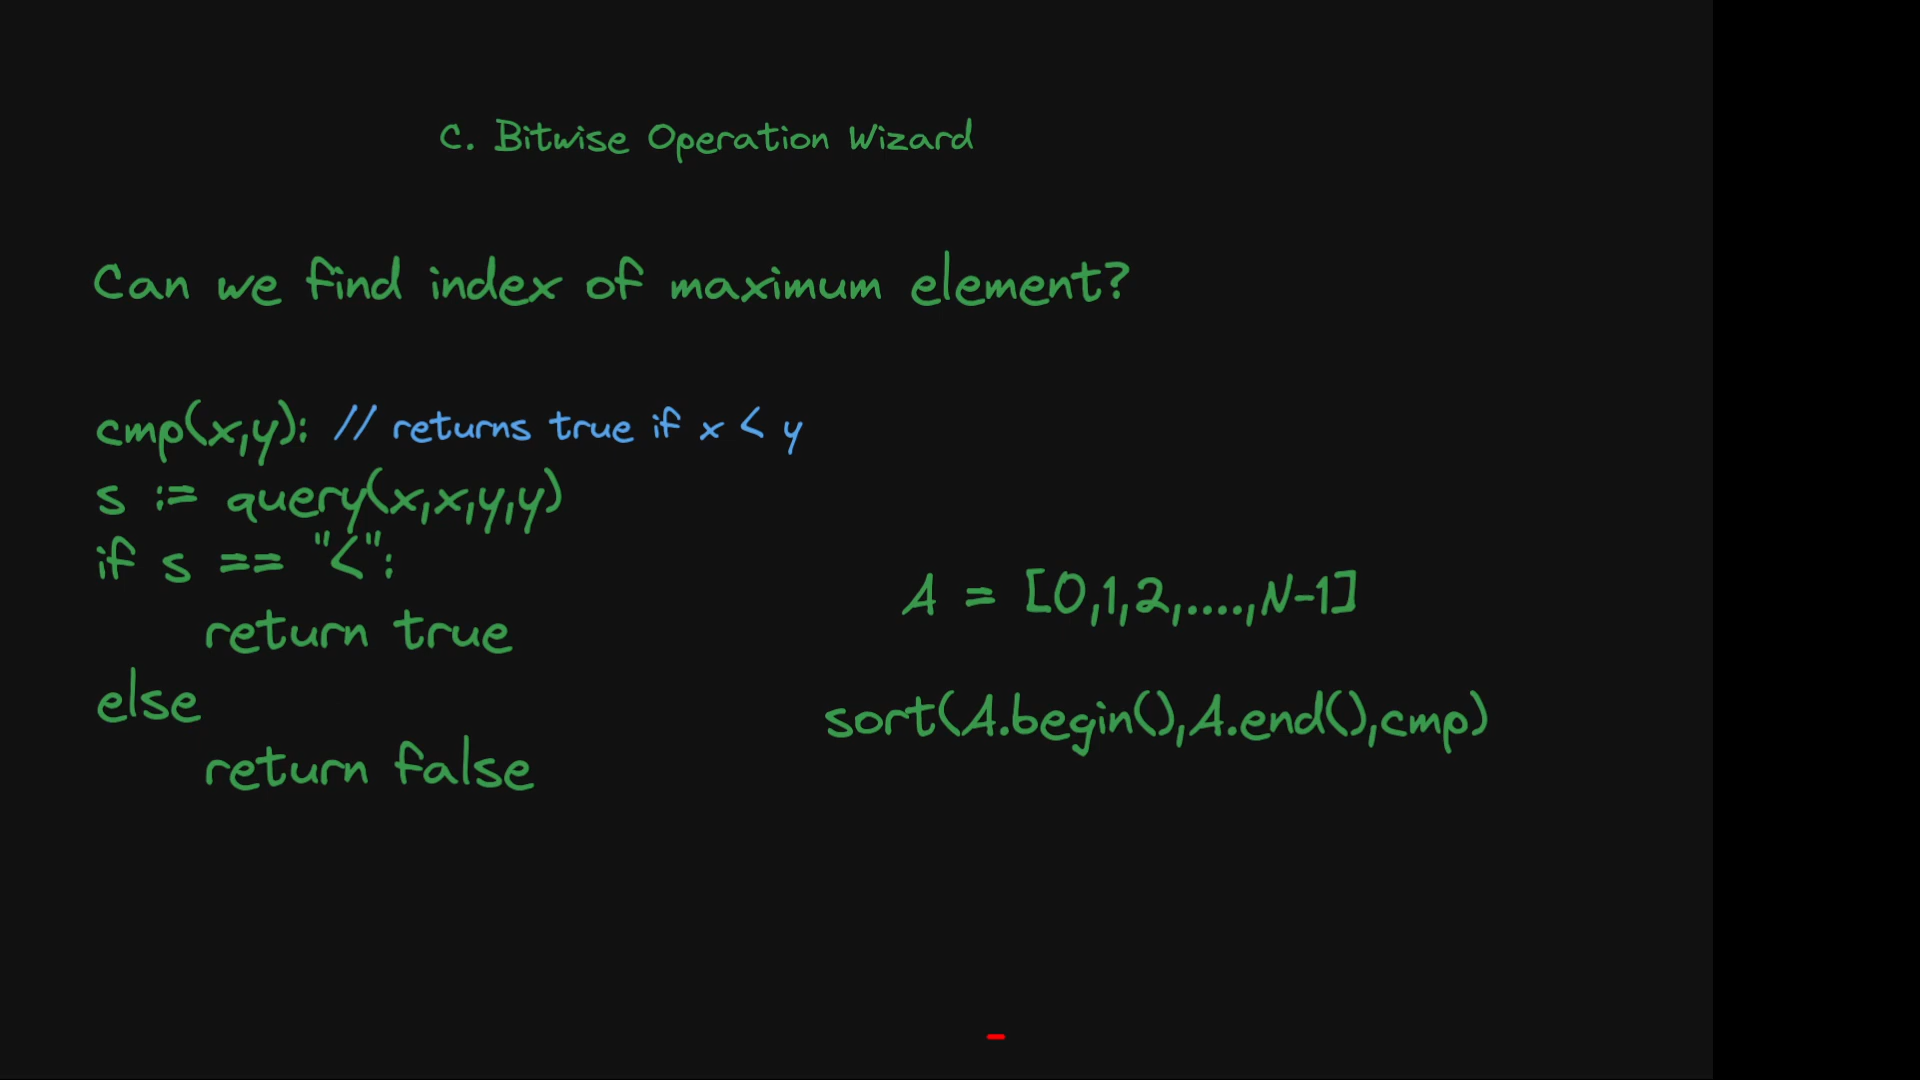 C. Bitwise Operation Wizard
Can we find index of maximum element?
cmp(x,y): // returns true if x < y
s := query(x,x,y,y)
if s == "<":
return true
else
return false
A = [0,1,2,....,N-1]
sort(A.begin(),A.end(),cmp)